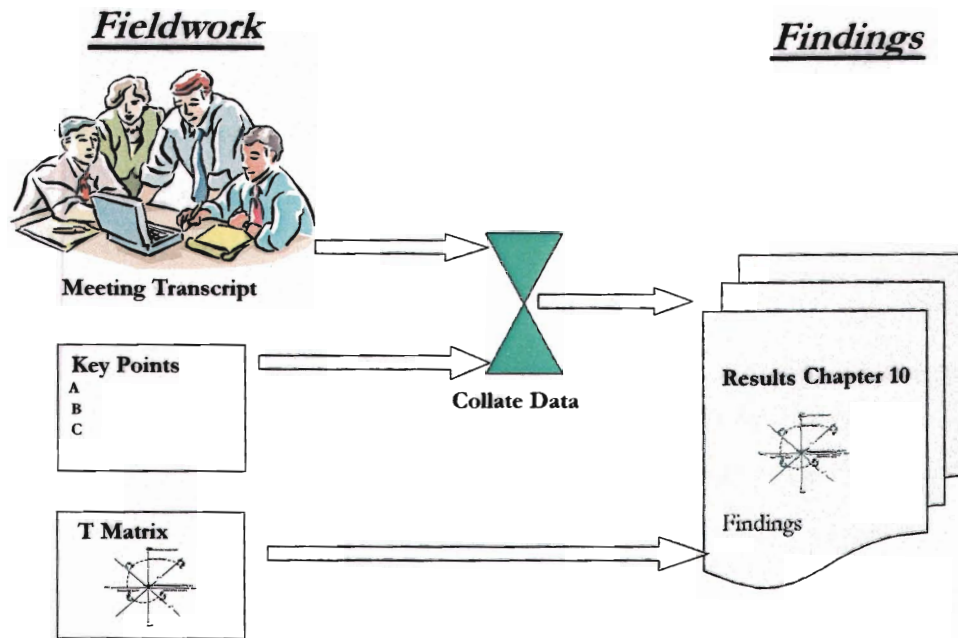 Fieldwork
Findings
Meeting Transcript
Key Points
A
B
C
Collate Data
Results Chapter 10
Findings
T Matrix